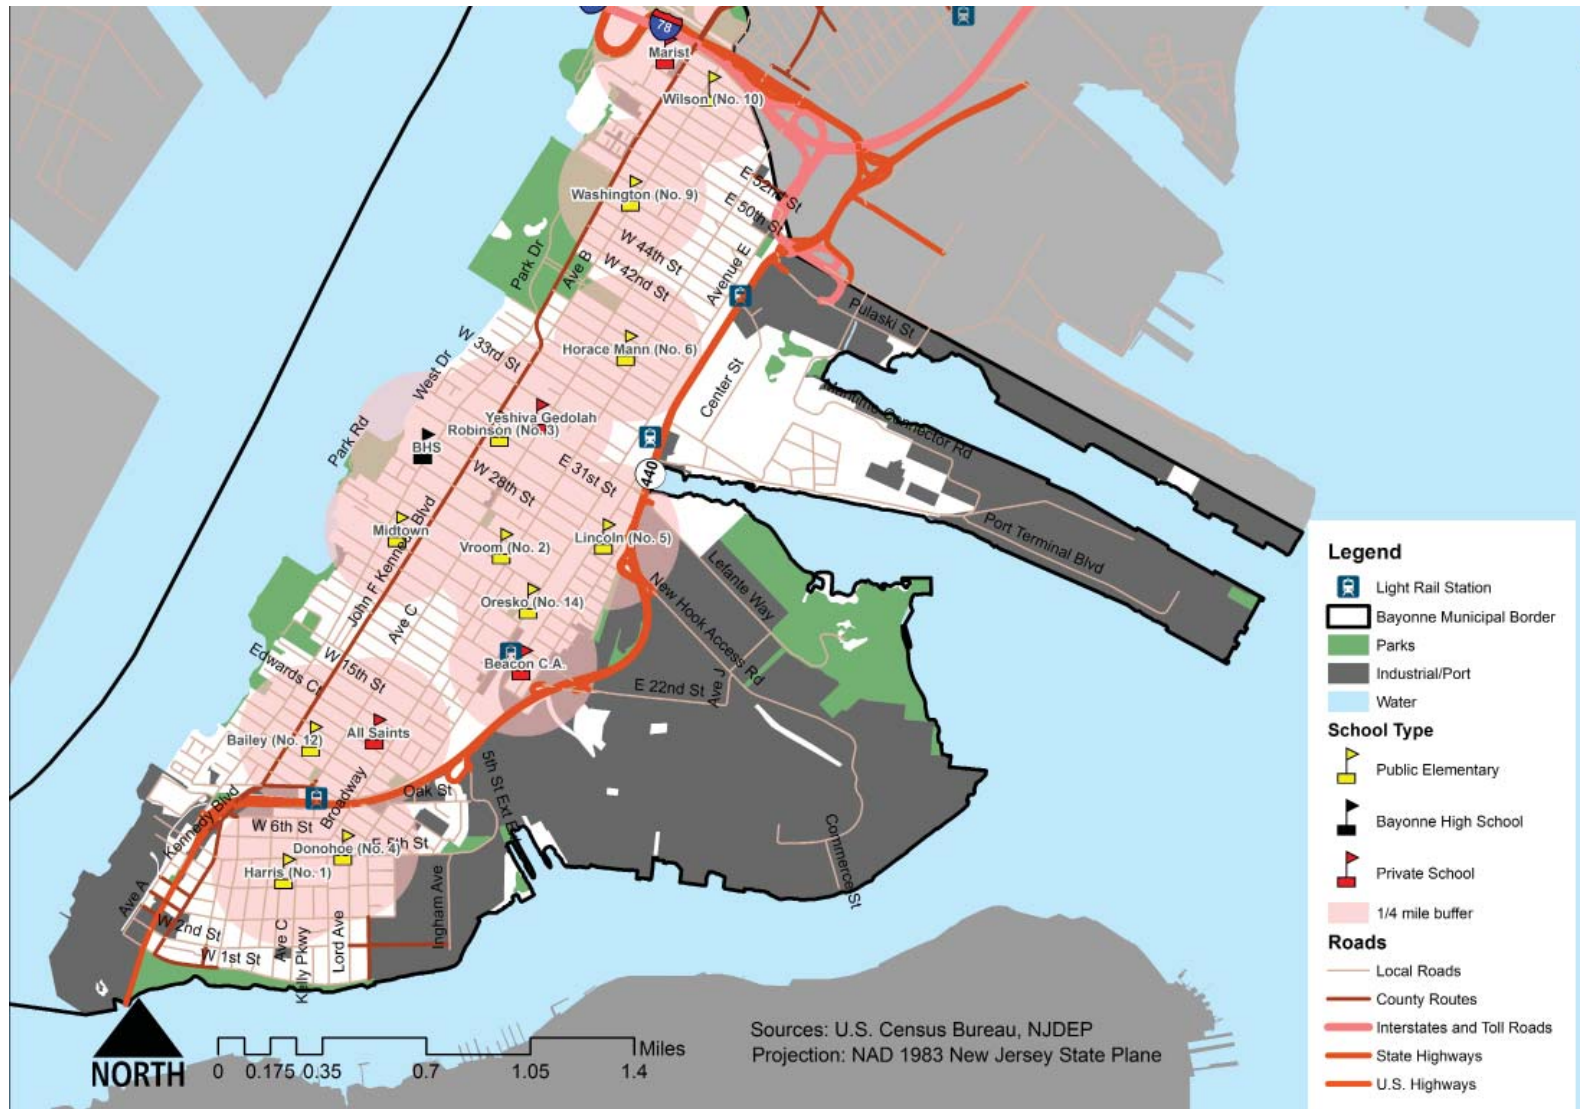 78
Marist
Wilson (No. 10)
E 52nd St
Washington (No. 9)
E 50th St
W 44th St
Park Dr
Ave B
W 42nd St
Avenue E
Pulaski St
W 33rd St
Horace Mann (No. 6)
West Dr
Center St
Maritime Connector Rd
Yeshiva Gedolah
Robinson (No. 3)
Park Rd
BHS
W 28th St
E 31st St
440
Midtown
John F Kennedy Blvd
Vroom (No. 2)
Lincoln (No. 5)
Port Terminal Blvd
Lefante Way
New Hook Access Rd
Oresko (No. 14)
Ave C
Edwards Ct
W 15th St
Beacon C.A.
E 22nd St
Ave J
Bailey (No. 12)
All Saints
5th St Ext E
Kennedy Blvd
Broadway
Oak St
W 6th St
E 5th St
Donohoe (No. 4)
Harris (No. 1)
Commerce St
Ave A
W 2nd St
W 1st St
Ave C
Kelly Pkwy
Lord Ave
Ingham Ave
NORTH
0 0.175 0.35 0.7 1.05 1.4
Miles
Sources: U.S. Census Bureau, NJDEP
Projection: NAD 1983 New Jersey State Plane
Legend
Light Rail Station
Bayonne Municipal Border
Parks
Industrial/Port
Water
School Type
Public Elementary
Bayonne High School
Private School
1/4 mile buffer
Roads
Local Roads
County Routes
Interstates and Toll Roads
State Highways
U.S. Highways